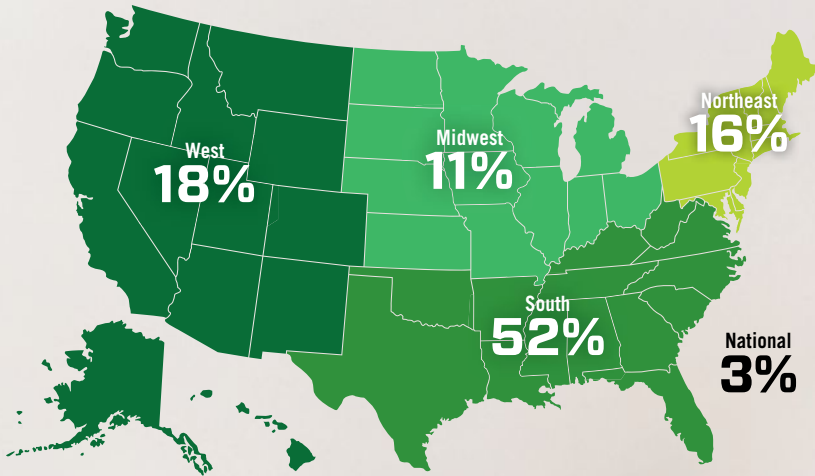 Northeast
16%
Midwest
11%
West
18%
South
52%
National
3%